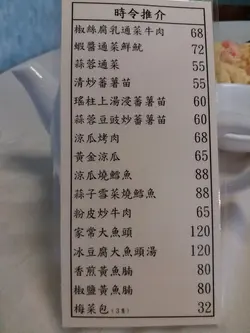 時令推介
椒絲腐乳通菜牛肉 68
蝦醬通菜鮮魷 72
蒜蓉通菜 55
清炒蕃薯苗 55
瑤柱上湯浸蕃薯苗 60
蒜蓉豆豉炒蕃薯苗 60
涼瓜烤肉 68
黃金涼瓜 65
涼瓜燒鱈魚 88
蒜子雪菜燒鱈魚 88
粉皮炒牛肉 65
家常大魚頭 120
冰豆腐大魚頭湯 120
香煎黃魚腩 80
椒鹽黃魚腩 80
梅菜包 32